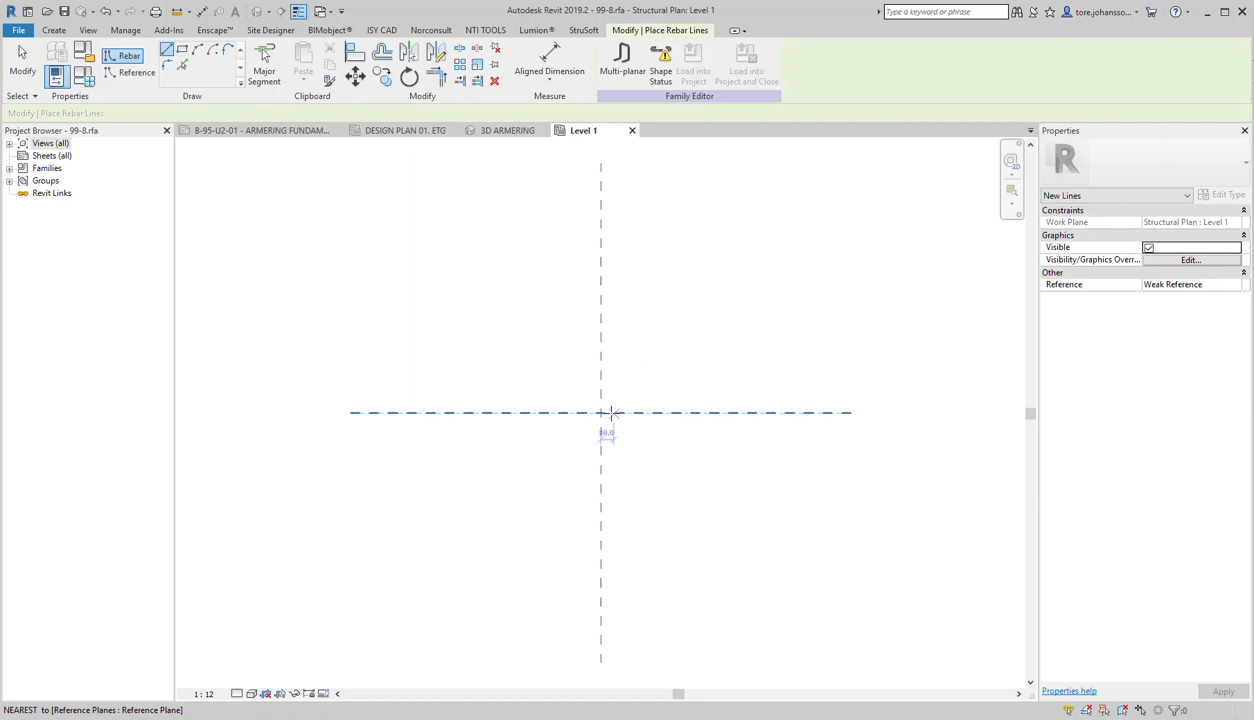 Autodesk Revit 2019.2 - 99-8.rfa - Structural Plan: Level 1
Type a keyword or phrase
tore.johansso...
File Create View Manage Add-Ins Enscape™ Site Designer BIMobject® ISY CAD Norconsult NTI TOOLS Lumion® StruSoft Modify | Place Rebar Lines
Modify
Rebar
Reference
Major
Segment
Paste
Aligned Dimension
Multi-planar
Shape
Status
Load into
Project
Load into
Project and Close
Select Properties Draw Clipboard Modify Measure Family Editor
Modify | Place Rebar Lines
Project Browser - 99-8.rfa
Views (all)
Sheets (all)
Families
Groups
Revit Links
B-95-U2-01 - ARMERING FUNDAM... DESIGN PLAN 01. ETG 3D ARMERING Level 1
2D
Properties
R
New Lines
Edit Type
Constraints
Work Plane Structural Plan : Level 1
Graphics
Visible
Visibility/Graphics Overr... Edit...
Other
Reference Weak Reference
1 : 12
Properties help
Apply
NEAREST to [Reference Planes : Reference Plane]
:0